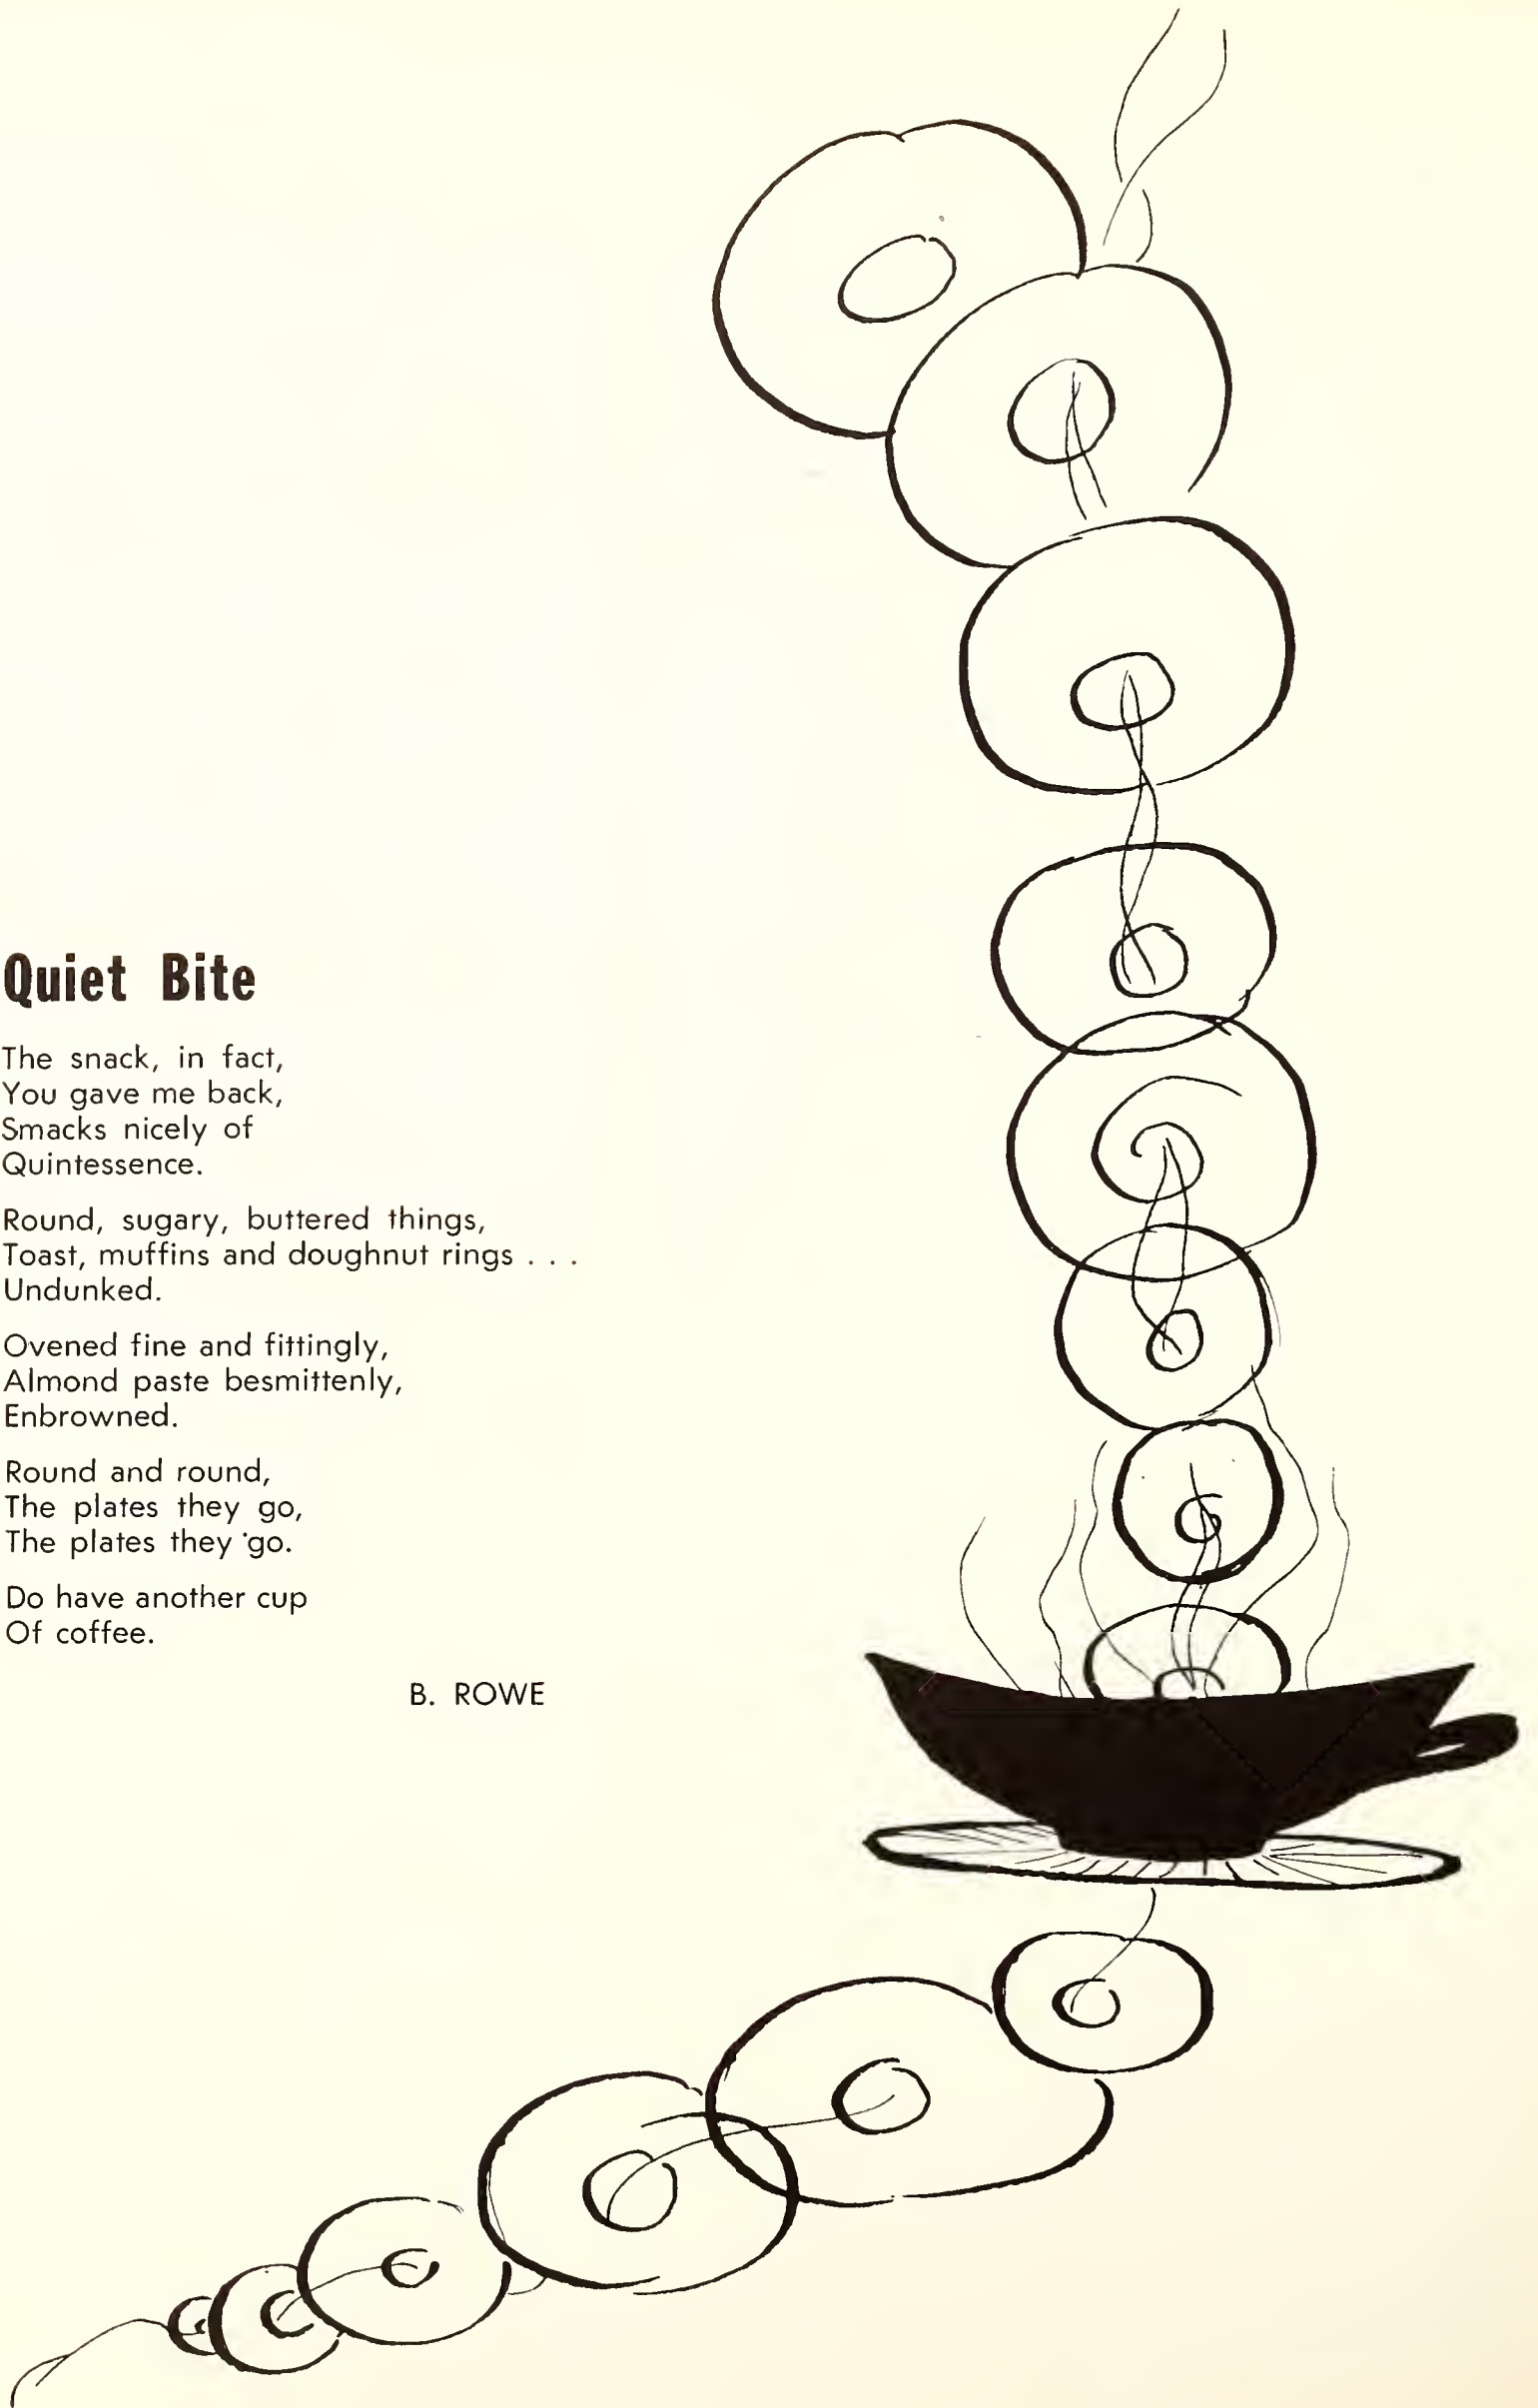 Quiet Bite
The snack, in fact,
You gave me back,
Smacks nicely of
Quintessence.
Round, sugary, buttered things,
Toast, muffins and doughnut rings . . .
Undunked.
Ovened fine and fittingly,
Almond paste besmittenly,
Enbrowned.
Round and round,
The plates they go,
The plates they go.
Do have another cup
Of coffee.
B. ROWE